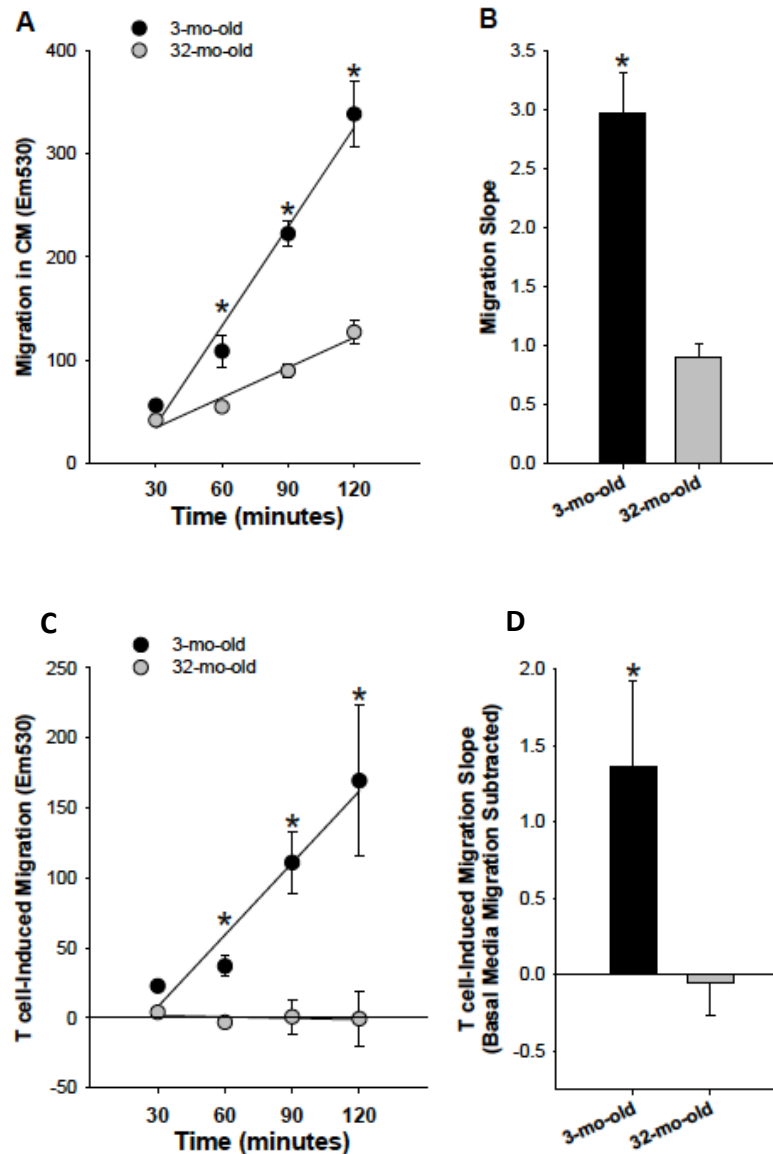 A
3-mo-old
32-mo-old
400
300
200
100
0
*
*
*
30
60
90
120
Migration in CM (Em530)
Time (minutes)
B
3.5
3.0
2.5
2.0
1.5
1.0
0.5
0.0
*
Migration Slope
3-mo-old
32-mo-old
C
3-mo-old
32-mo-old
250
200
150
100
50
0
-50
*
*
*
30
60
90
120
T cell-Induced Migration (Em530)
Time (minutes)
D
2.0
1.5
1.0
0.5
0.0
-0.5
*
T cell-Induced Migration Slope
(Basal Media Migration Subtracted)
3-mo-old
32-mo-old